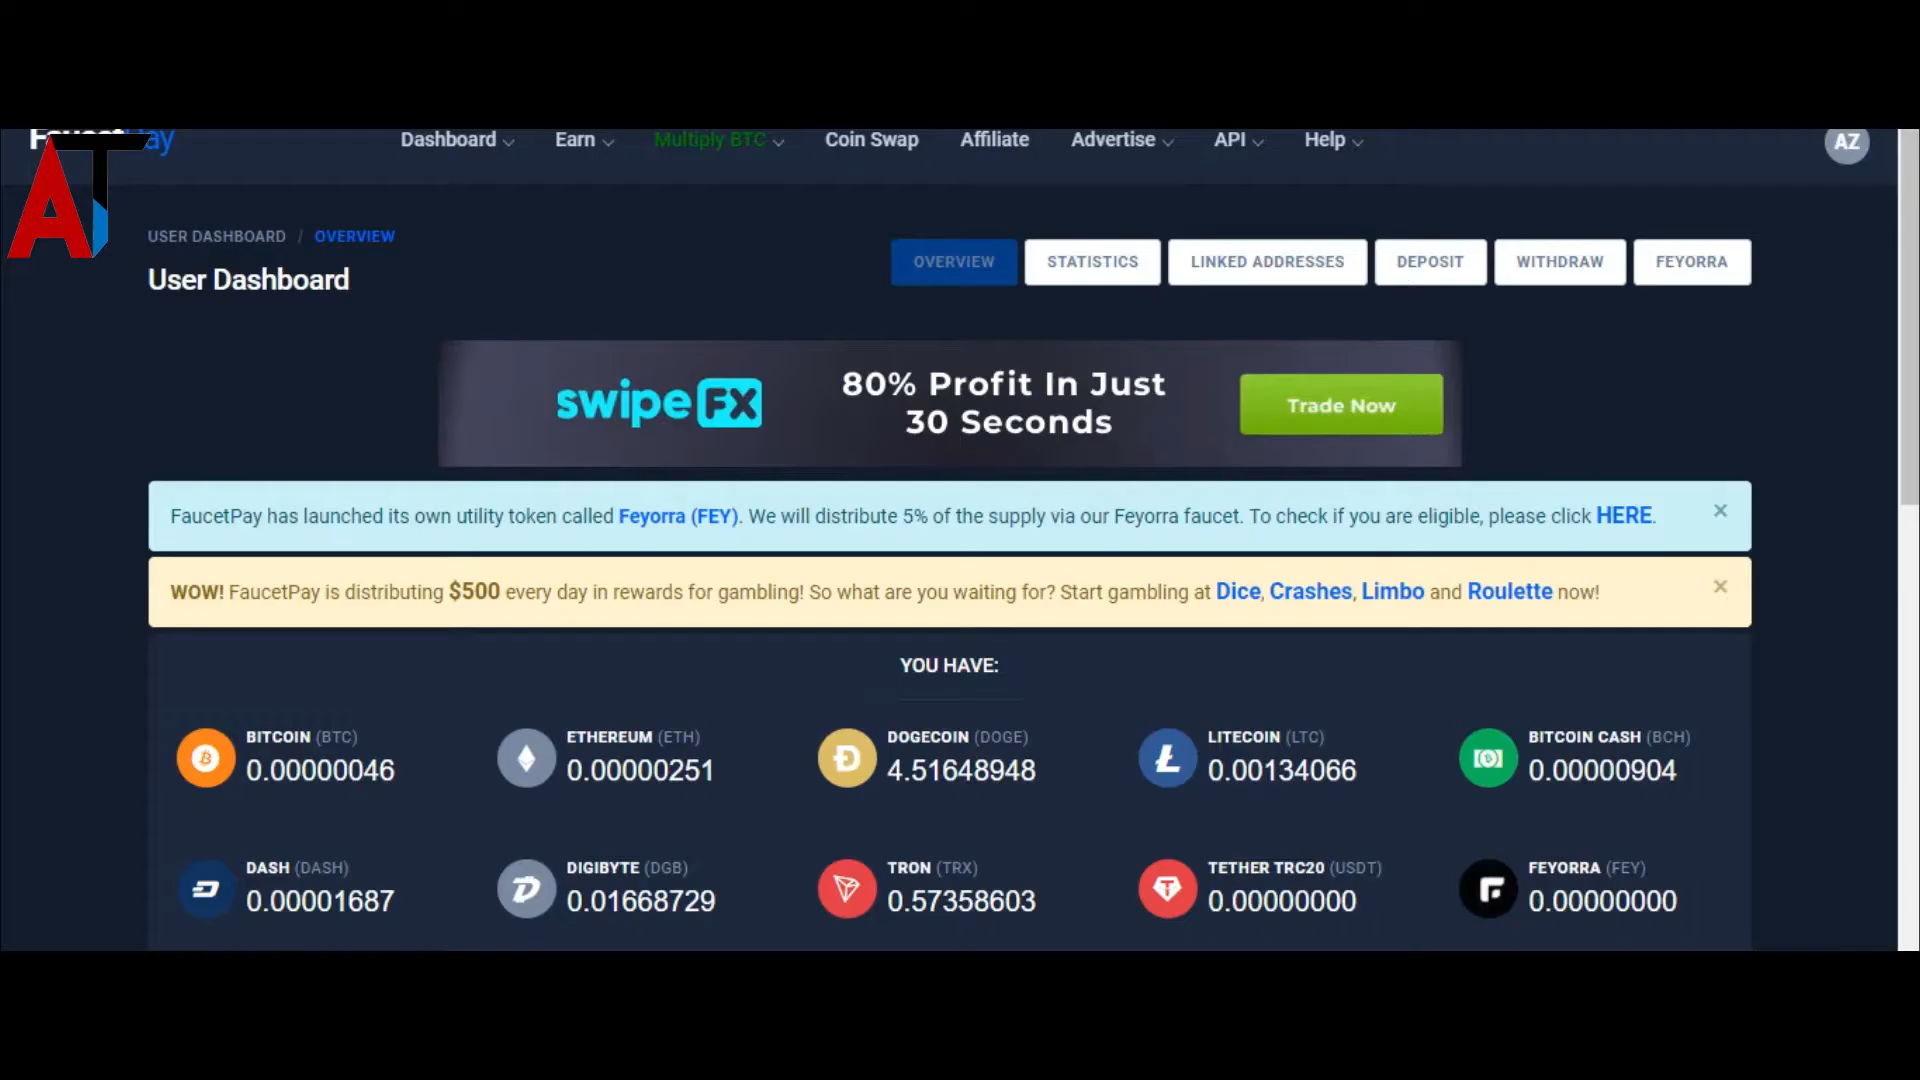 FaucetPay
Dashboard Earn Multiply BTC Coin Swap Affiliate Advertise API Help AZ
AT
USER DASHBOARD / OVERVIEW
User Dashboard
OVERVIEW STATISTICS LINKED ADDRESSES DEPOSIT WITHDRAW FEYORRA
swipeFX
80% Profit In Just
30 Seconds
Trade Now
FaucetPay has launched its own utility token called Feyorra (FEY). We will distribute 5% of the supply via our Feyorra faucet. To check if you are eligible, please click HERE.
WOW! FaucetPay is distributing $500 every day in rewards for gambling! So what are you waiting for? Start gambling at Dice, Crashes, Limbo and Roulette now!
YOU HAVE:
BITCOIN (BTC)
0.00000046
ETHEREUM (ETH)
0.00000251
DOGECOIN (DOGE)
4.51648948
LITECOIN (LTC)
0.00134066
BITCOIN CASH (BCH)
0.00000904
DASH (DASH)
0.00001687
DIGIBYTE (DGB)
0.01668729
TRON (TRX)
0.57358603
TETHER TRC20 (USDT)
0.00000000
FEYORRA (FEY)
0.00000000